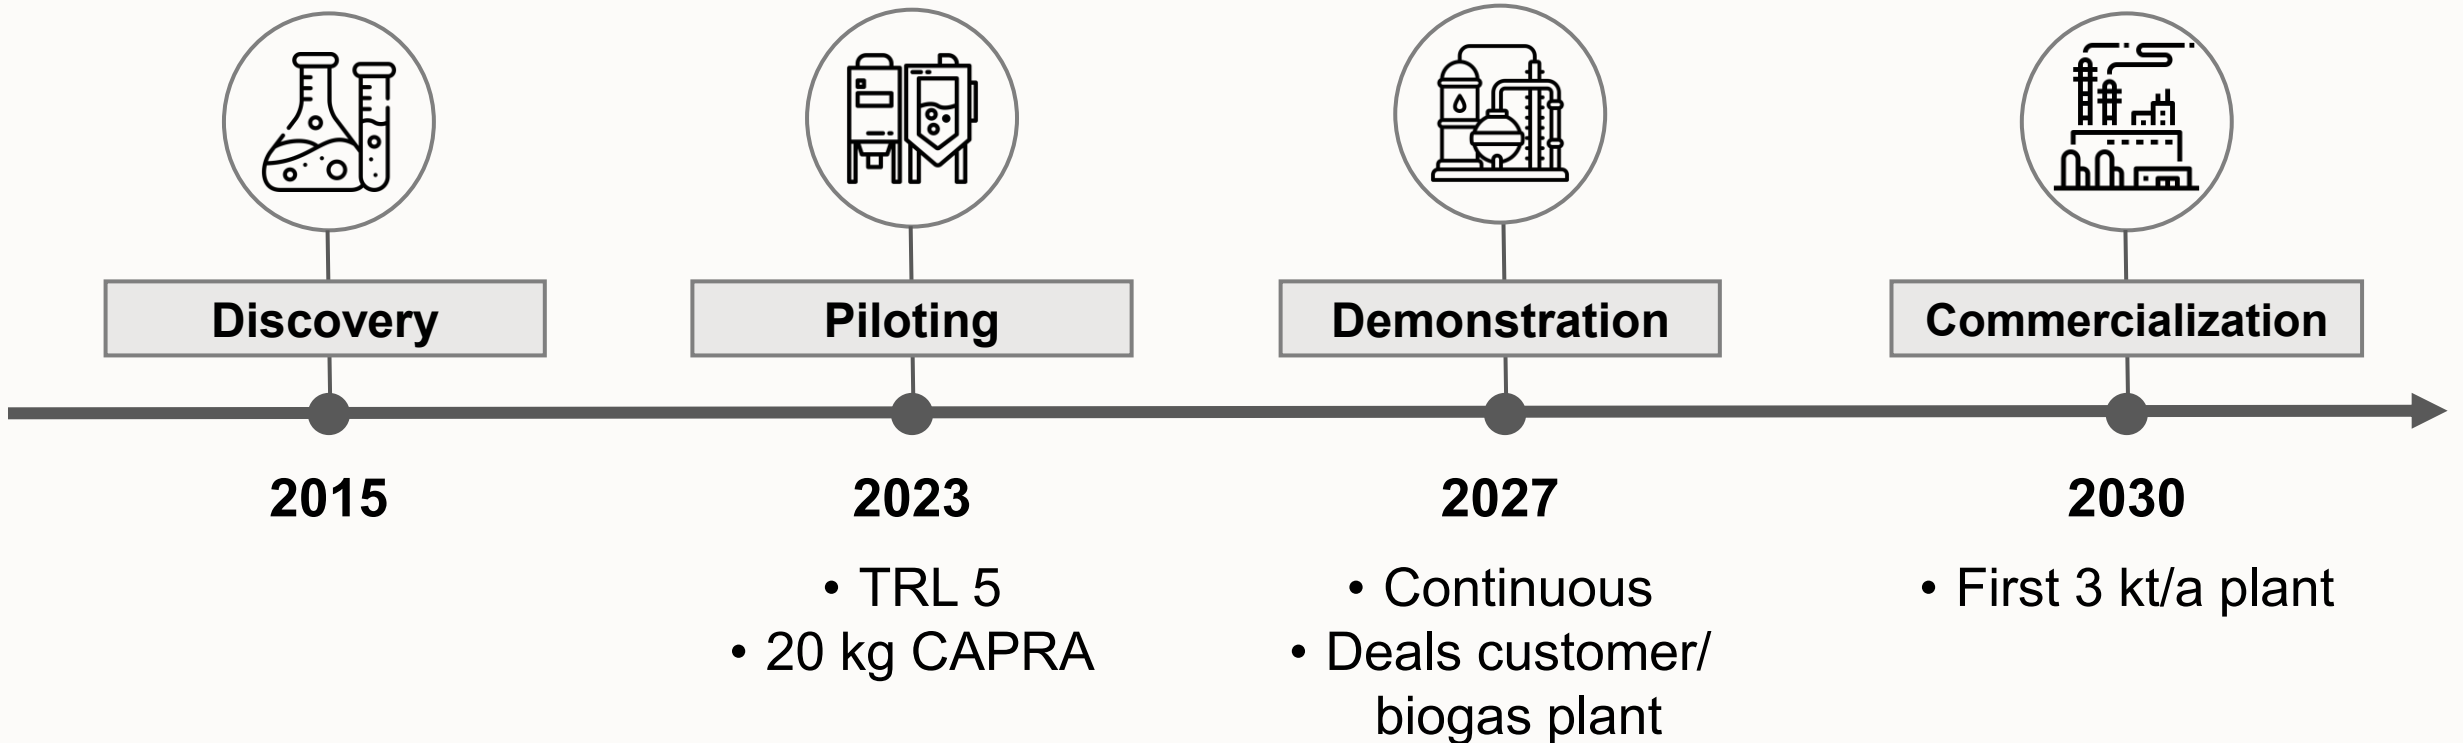 Discovery
Piloting
Demonstration
Commercialization
2015
2023
2027
2030
• TRL 5
• 20 kg CAPRA
• Continuous
• Deals customer/
biogas plant
• First 3 kt/a plant